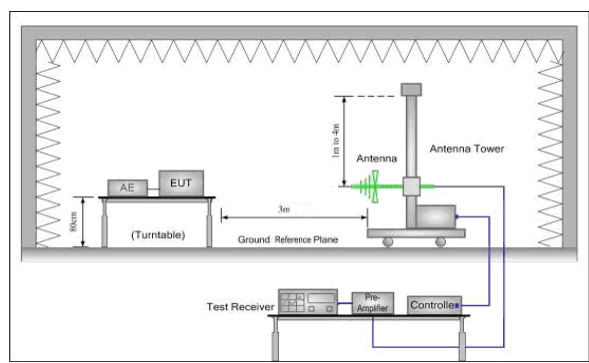 1m to 4m
Antenna
Antenna Tower
AE
EUT
80cm
(Turntable)
3m
Ground Reference Plane
Test Receiver
Pre-
Amplifier
Controller